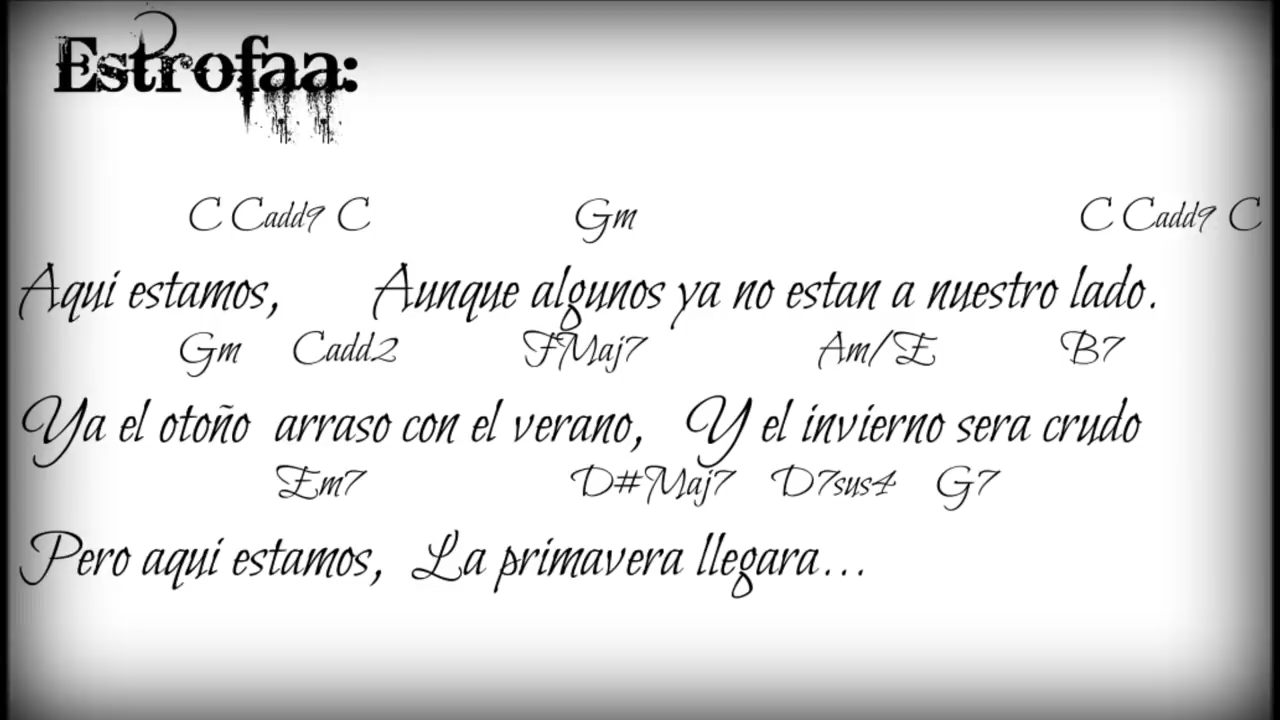 Estrofaa:
C Cadd9 C Gm C Cadd9 C
Aqui estamos, Aunque algunos ya no estan a nuestro lado.
Gm Cadd2 FMaj7 Am/E B7
Ya el otoño arraso con el verano, Y el invierno sera crudo
Em7 D#Maj7 D7sus4 G7
Pero aqui estamos, La primavera llegara...